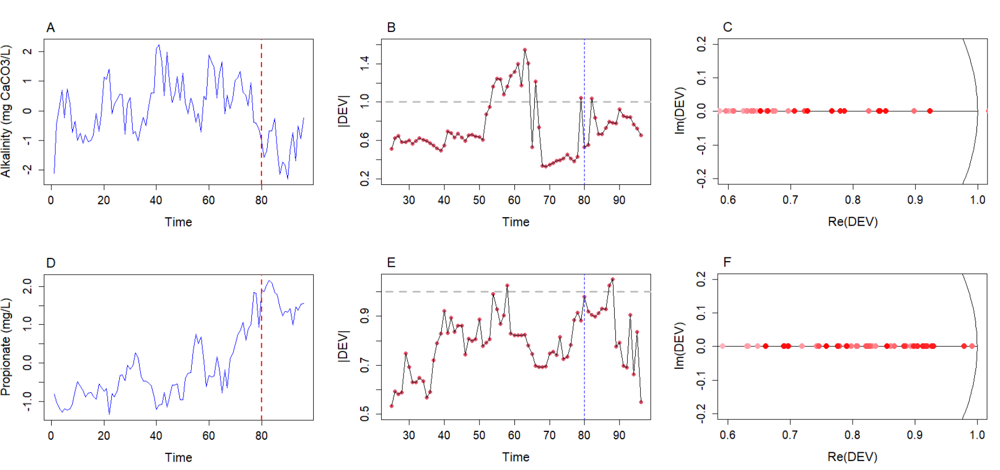 A
Alkalinity (mg CaCO3/L)
2
1
0
-1
-2
0 20 40 60 80
Time
B
|DEV|
1.4
1.0
0.6
0.2
30 40 50 60 70 80 90
Time
C
Im(DEV)
0.2
0.1
0.0
-0.1
-0.2
0.6 0.7 0.8 0.9 1.0
Re(DEV)
D
Propionate (mg/L)
2.0
1.0
0.0
-1.0
0 20 40 60 80
Time
E
|DEV|
0.9
0.7
0.5
30 40 50 60 70 80 90
Time
F
Im(DEV)
0.2
0.1
0.0
-0.1
-0.2
0.6 0.7 0.8 0.9 1.0
Re(DEV)